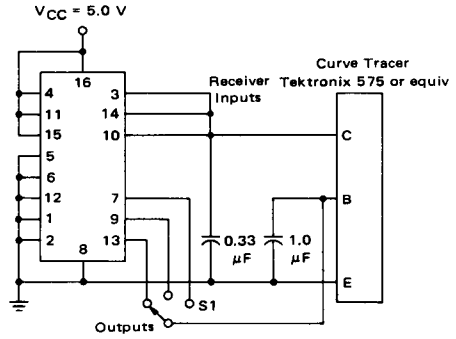 VCC = 5.0 V
Curve Tracer
Tektronix 575 or equiv
Receiver
Inputs
16
4
11
15
5
6
12
1
2
8
3
14
10
7
9
13
C
B
E
0.33
μF
1.0
μF
S1
Outputs